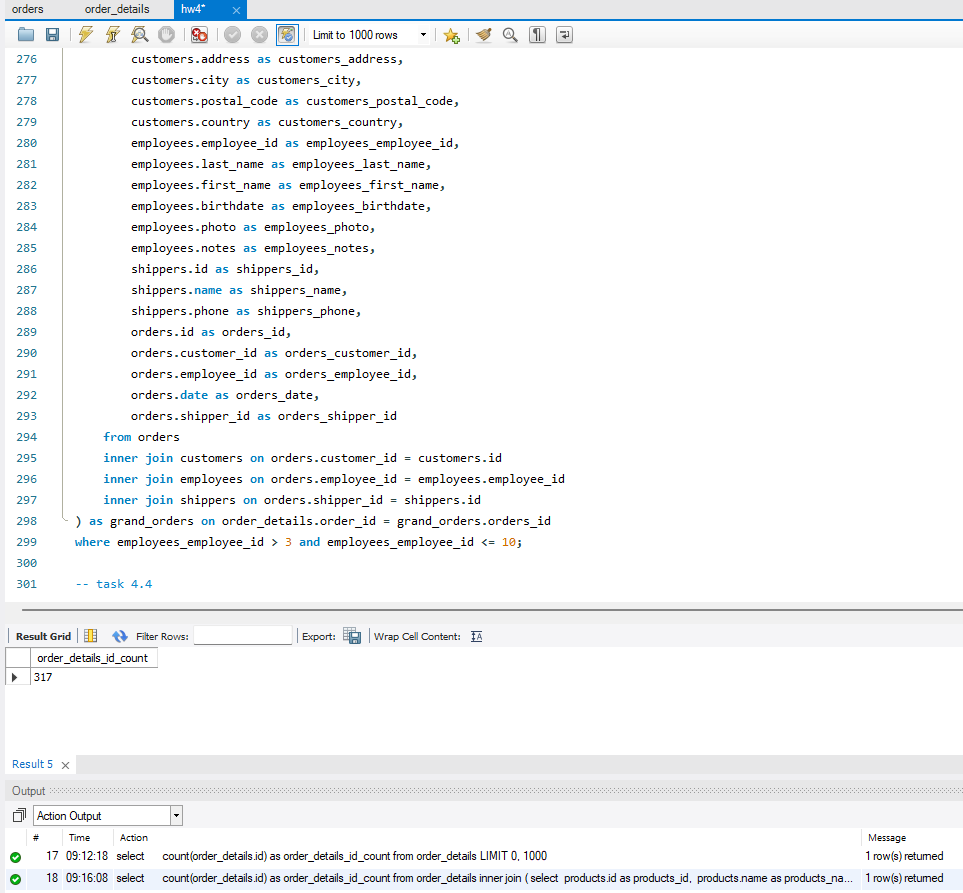 orders order_details hw4*
Limit to 1000 rows
276 customers.address as customers_address,
277 customers.city as customers_city,
278 customers.postal_code as customers_postal_code,
279 customers.country as customers_country,
280 employees.employee_id as employees_employee_id,
281 employees.last_name as employees_last_name,
282 employees.first_name as employees_first_name,
283 employees.birthdate as employees_birthdate,
284 employees.photo as employees_photo,
285 employees.notes as employees_notes,
286 shippers.id as shippers_id,
287 shippers.name as shippers_name,
288 shippers.phone as shippers_phone,
289 orders.id as orders_id,
290 orders.customer_id as orders_customer_id,
291 orders.employee_id as orders_employee_id,
292 orders.date as orders_date,
293 orders.shipper_id as orders_shipper_id
294 from orders
295 inner join customers on orders.customer_id = customers.id
296 inner join employees on orders.employee_id = employees.employee_id
297 inner join shippers on orders.shipper_id = shippers.id
298 ) as grand_orders on order_details.order_id = grand_orders.orders_id
299 where employees_employee_id > 3 and employees_employee_id <= 10;
300
301 -- task 4.4
Result Grid Filter Rows: Export: Wrap Cell Content: IA
order_details_id_count
317
Result 5
Output
Action Output
# Time Action Message
17 09:12:18 select count(order_details.id) as order_details_id_count from order_details LIMIT 0, 1000 1 row(s) returned
18 09:16:08 select count(order_details.id) as order_details_id_count from order_details inner join ( select products.id as products_id, products.name as products_na... 1 row(s) returned